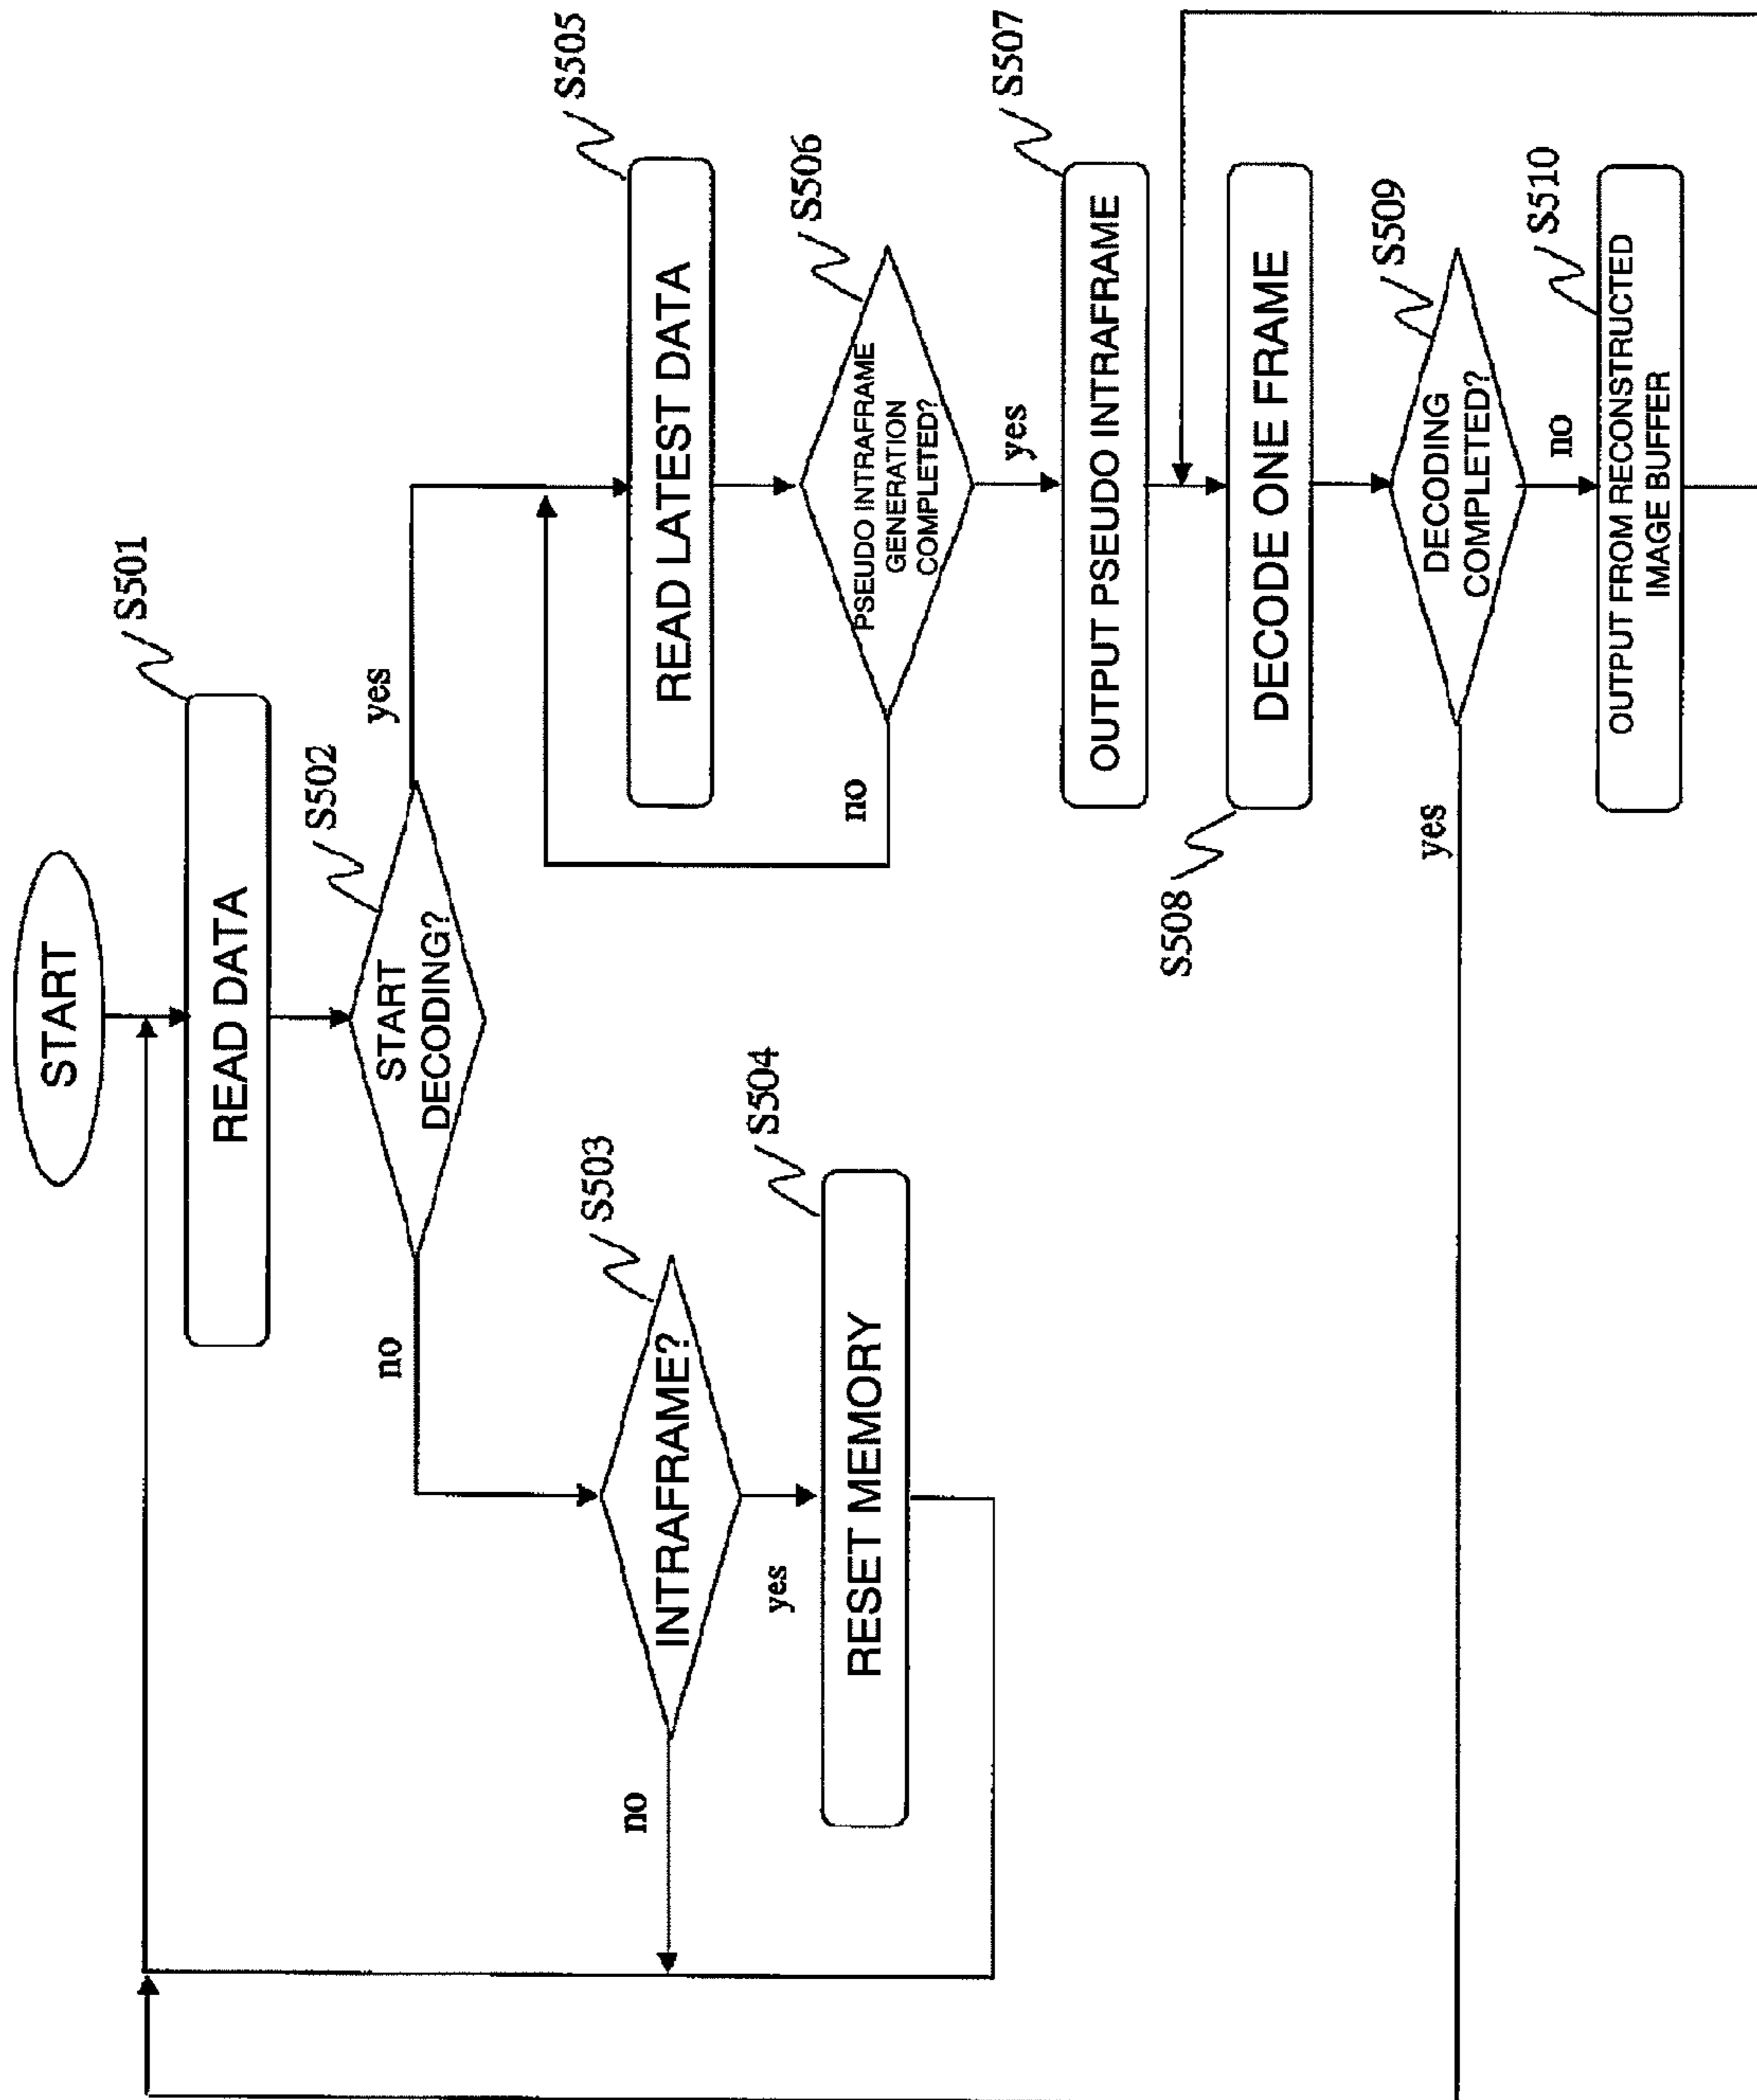 START
S501
READ DATA
S502
START
DECODING?
yes
no
S503
INTRAFRAME?
no
yes
S504
RESET MEMORY
S505
READ LATEST DATA
S506
PSEUDO INTRAFRAME
GENERATION
COMPLETED?
no
yes
S507
OUTPUT PSEUDO INTRAFRAME
S508
DECODE ONE FRAME
S509
DECODING
COMPLETED?
yes
no
S510
OUTPUT FROM RECONSTRUCTED
IMAGE BUFFER